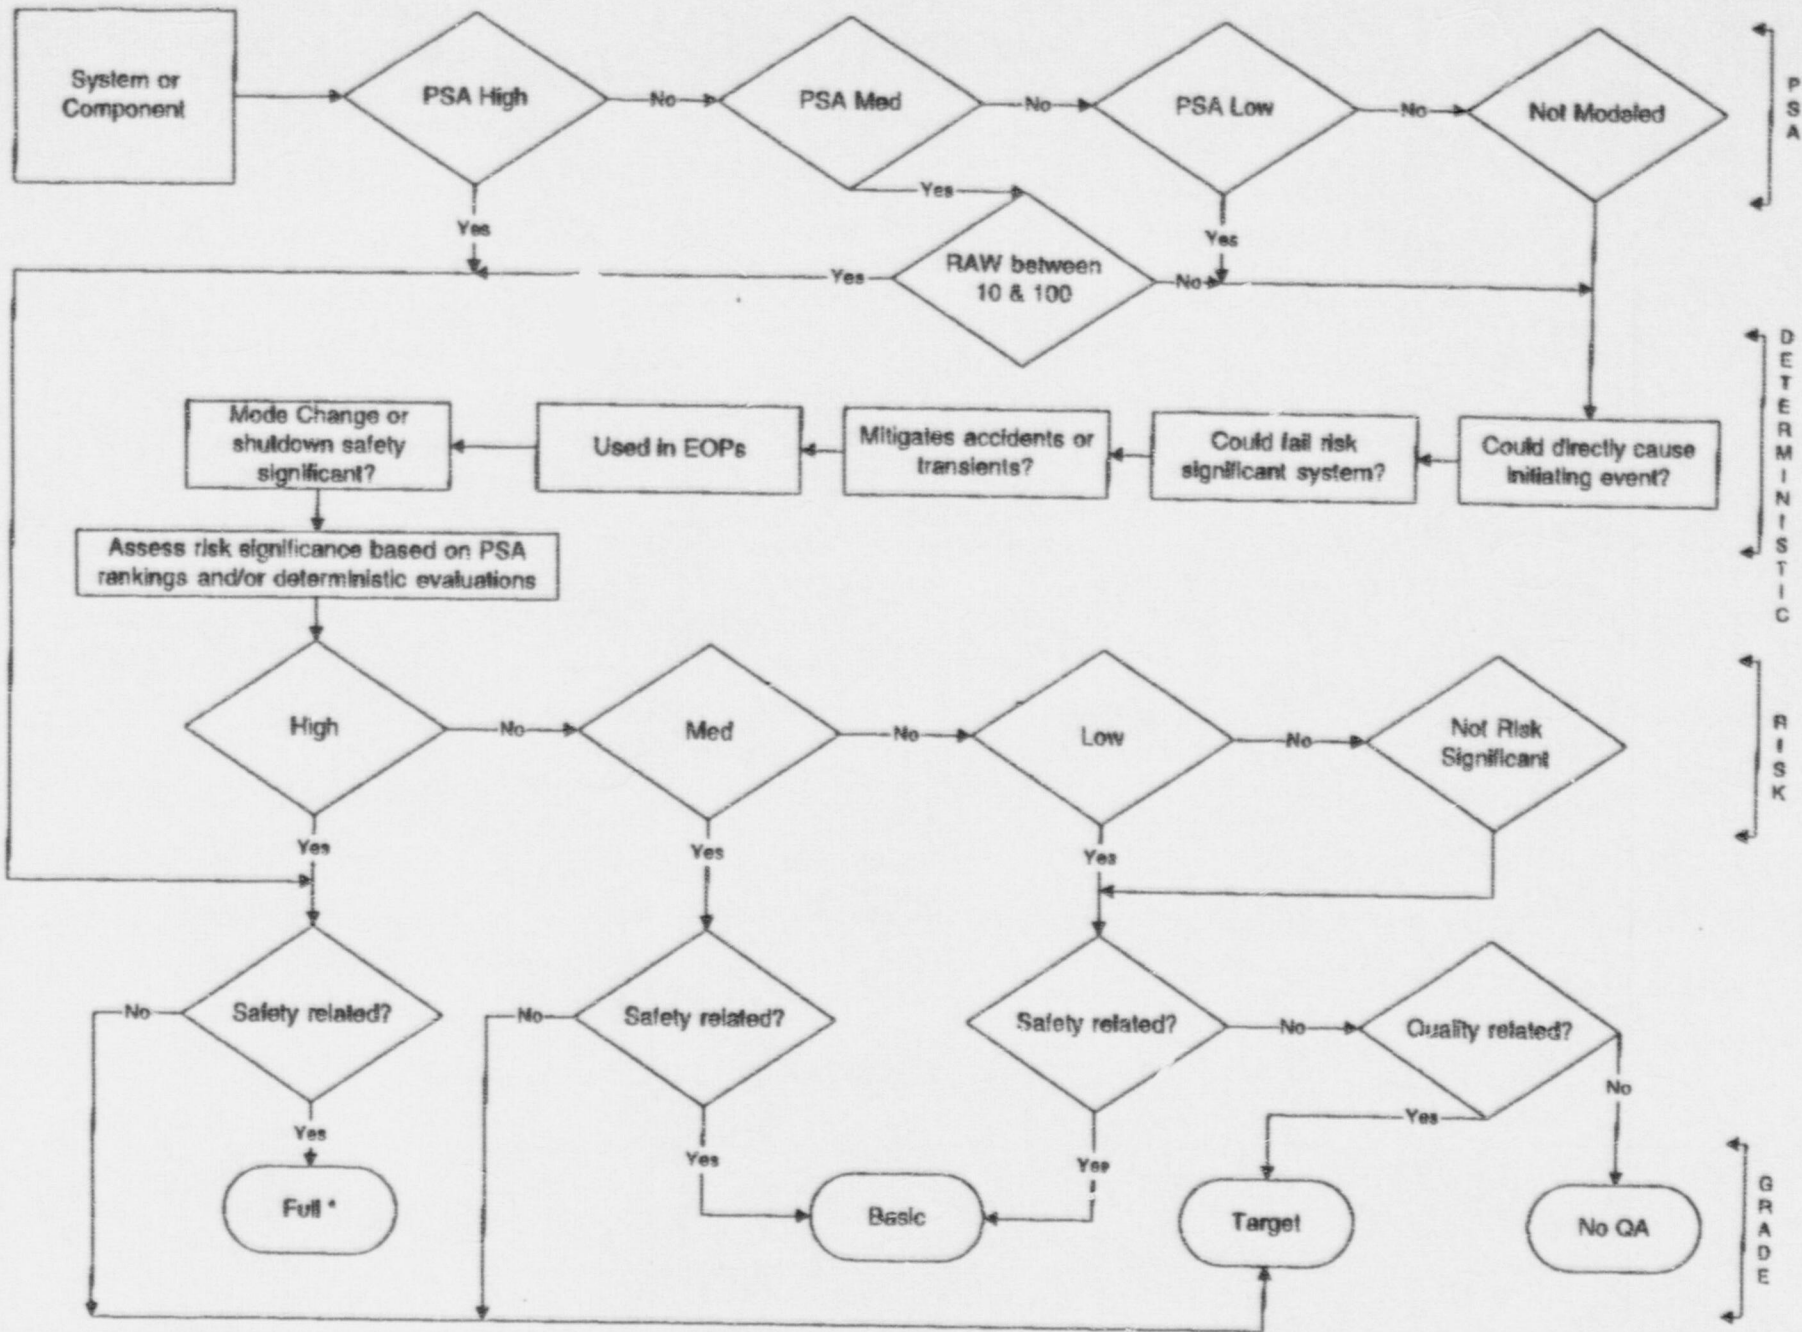 System or
Component
PSA High
No
PSA Med
No
PSA Low
No
Not Modeled
PSA
Yes
Yes
Yes
RAW between
10 & 100
Yes
No
DETERMINISTIC
Mode Change or
shutdown safety
significant?
Used in EOPs
Mitigates accidents or
transients?
Could fail risk
significant system?
Could directly cause
initiating event?
Assess risk significance based on PSA
rankings and/or deterministic evaluations
High
No
Med
No
Low
No
Not Risk
Significant
RISK
Yes
Yes
Yes
No
Safety related?
No
Safety related?
Safety related?
No
Quality related?
No
Yes
Yes
Yes
Yes
Full *
Basic
Target
No QA
GRADE